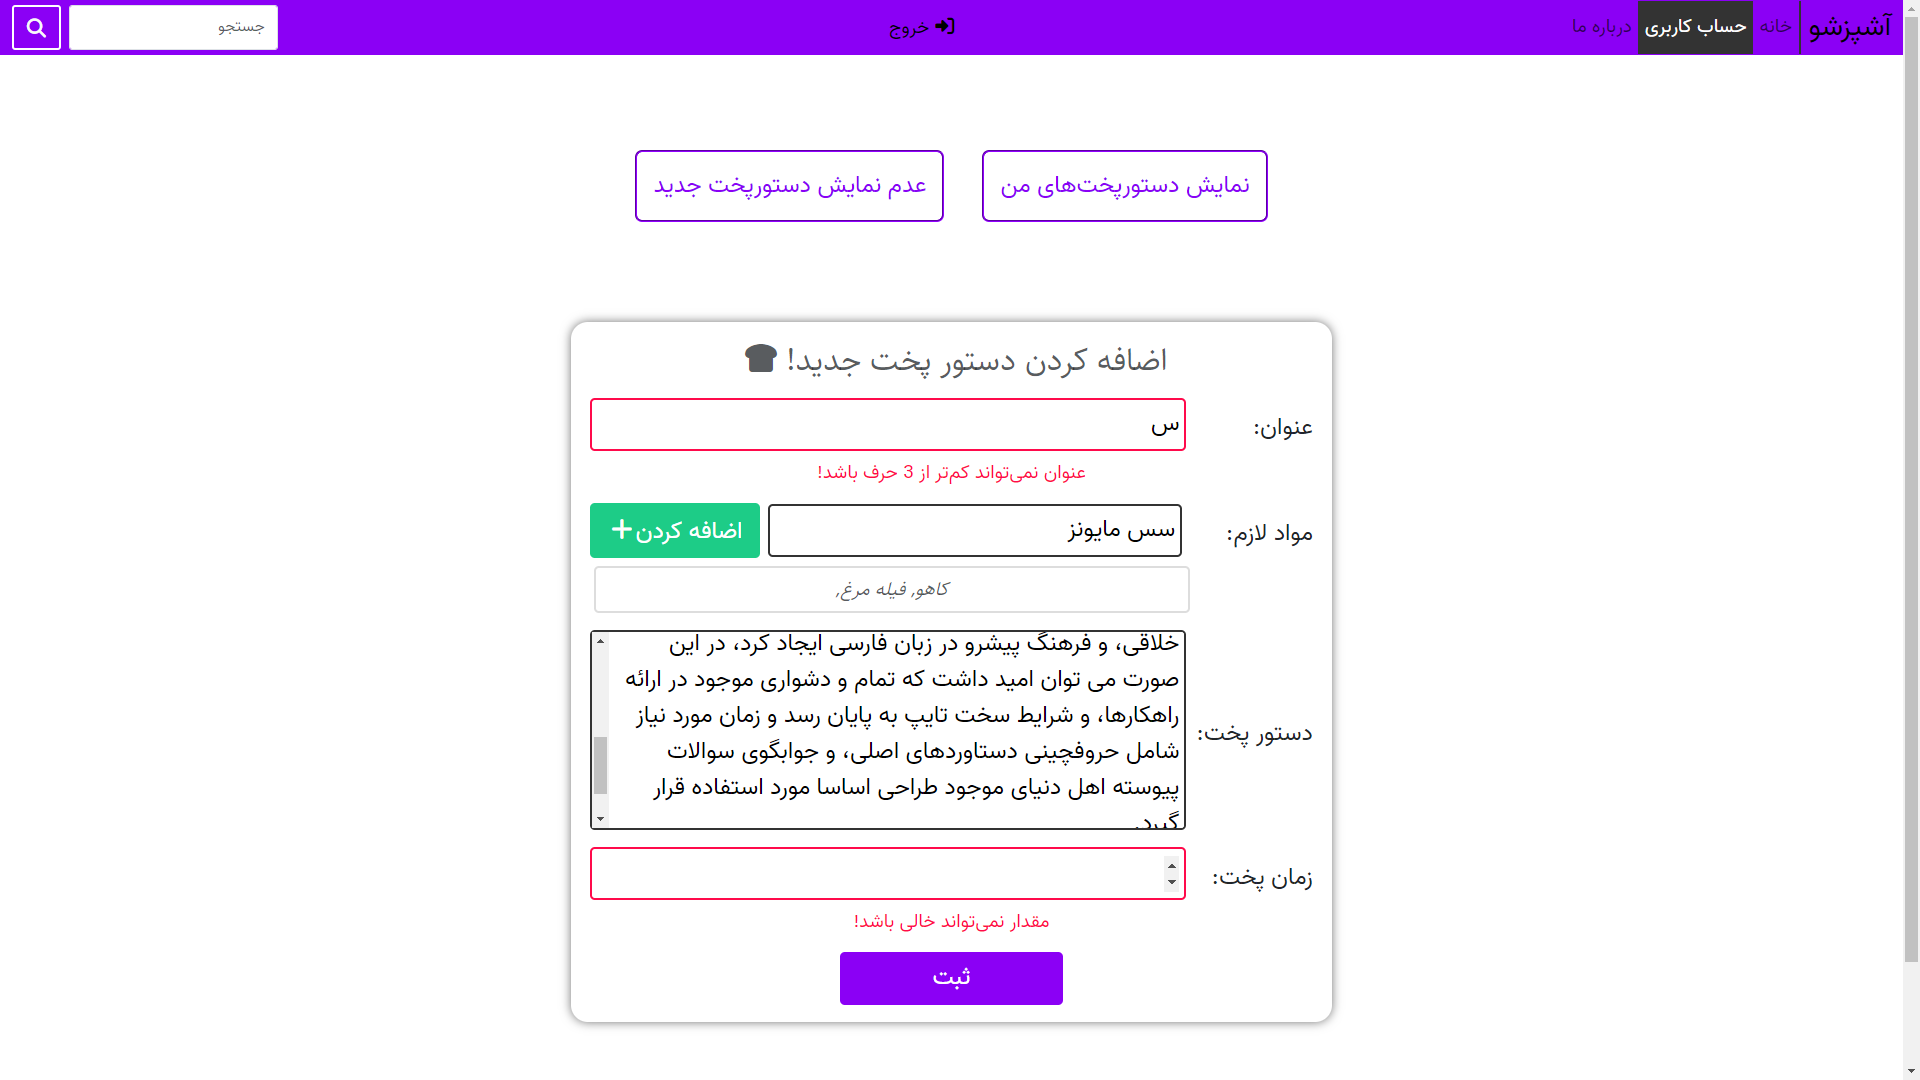 آشپزشو
خانه
حساب کاربری
درباره ما
خروج
جستجو
نمایش دستورپخت‌های من
عدم نمایش دستورپخت جدید
اضافه کردن دستور پخت جدید!
عنوان:
س
عنوان نمی‌تواند کم‌تر از 3 حرف باشد!
مواد لازم:
سس مایونز
اضافه کردن
کاهو, فیله مرغ,
دستور پخت:
خلاقی، و فرهنگ پیشرو در زبان فارسی ایجاد کرد، در این
صورت می توان امید داشت که تمام و دشواری موجود در ارائه
راهکارها، و شرایط سخت تایپ به پایان رسد و زمان مورد نیاز
شامل حروفچینی دستاوردهای اصلی، و جوابگوی سوالات
پیوسته اهل دنیای موجود طراحی اساسا مورد استفاده قرار
گیرد.
زمان پخت:
مقدار نمی‌تواند خالی باشد!
ثبت